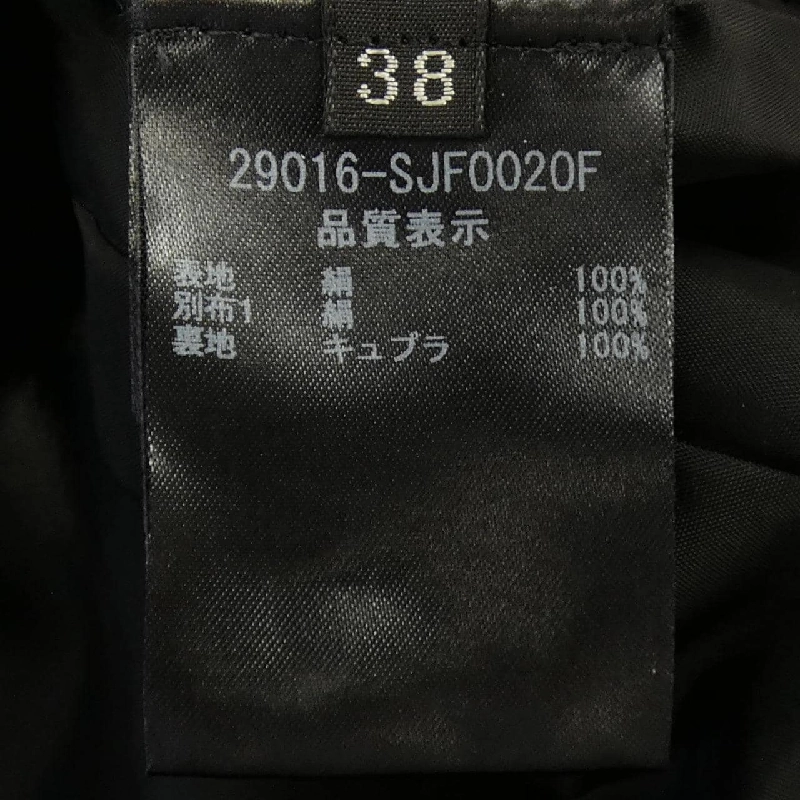 38
29016-SJF0020F
品質表示
表地 絹 100%
別布1 絹 100%
裏地 キュプラ 100%